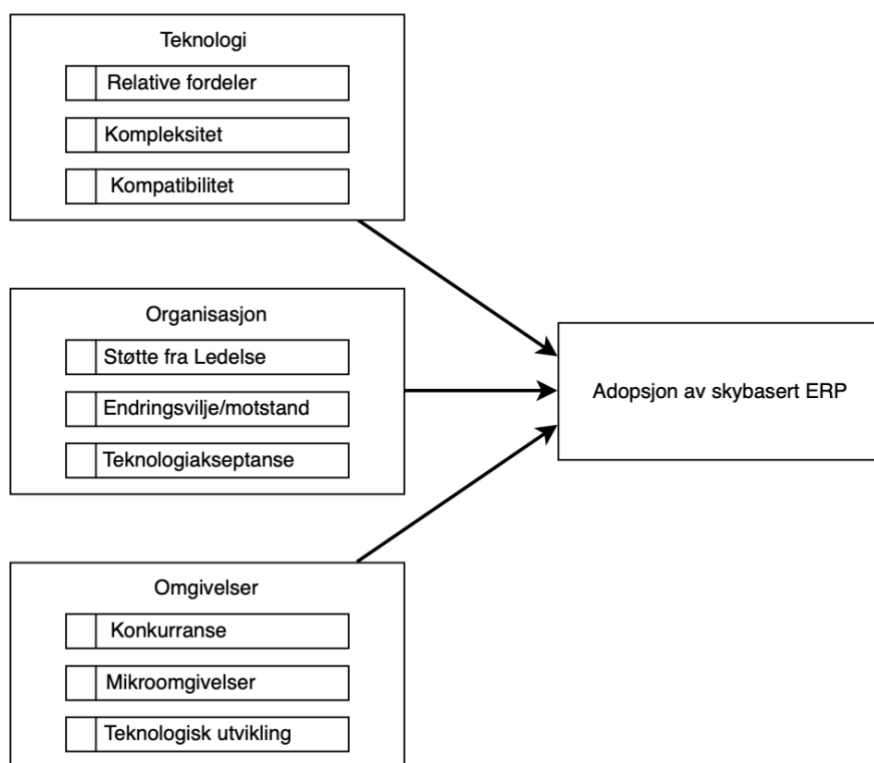 Teknologi
Relative fordeler
Kompleksitet
Kompatibilitet
Organisasjon
Støtte fra Ledelse
Endringsvilje/motstand
Teknologiakseptanse
Adopsjon av skybasert ERP
Omgivelser
Konkurranse
Mikroomgivelser
Teknologisk utvikling